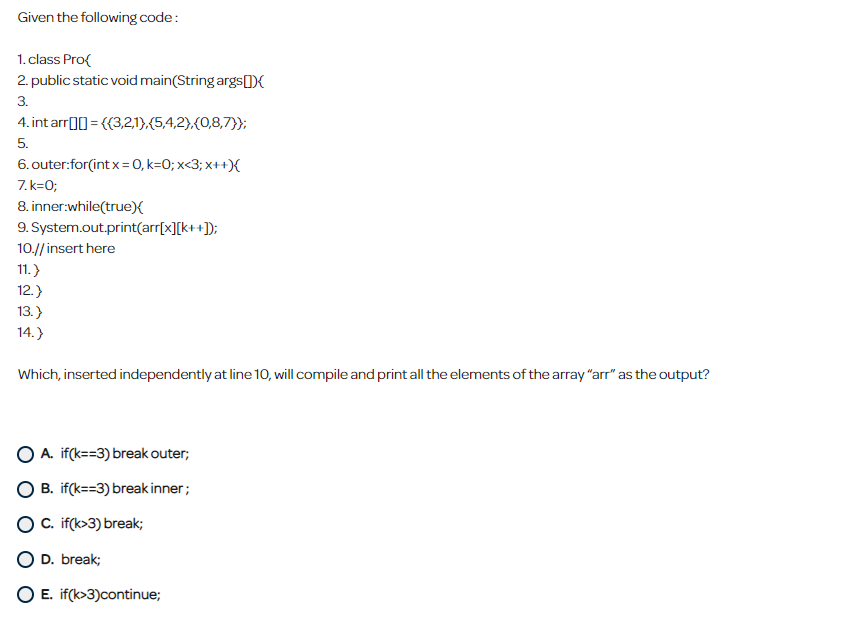 Given the following code :
1. class Pro{
2. public static void main(String args[]){
3.
4. int arr[][] = {{3,2,1},{5,4,2},{0,8,7}};
5.
6. outer:for(int x = 0, k=0; x<3; x++){
7. k=0;
8. inner:while(true){
9. System.out.print(arr[x][k++]);
10.// insert here
11. }
12. }
13. }
14. }
Which, inserted independently at line 10, will compile and print all the elements of the array “arr” as the output?
A. if(k==3) break outer;
B. if(k==3) break inner ;
C. if(k>3) break;
D. break;
E. if(k>3)continue;